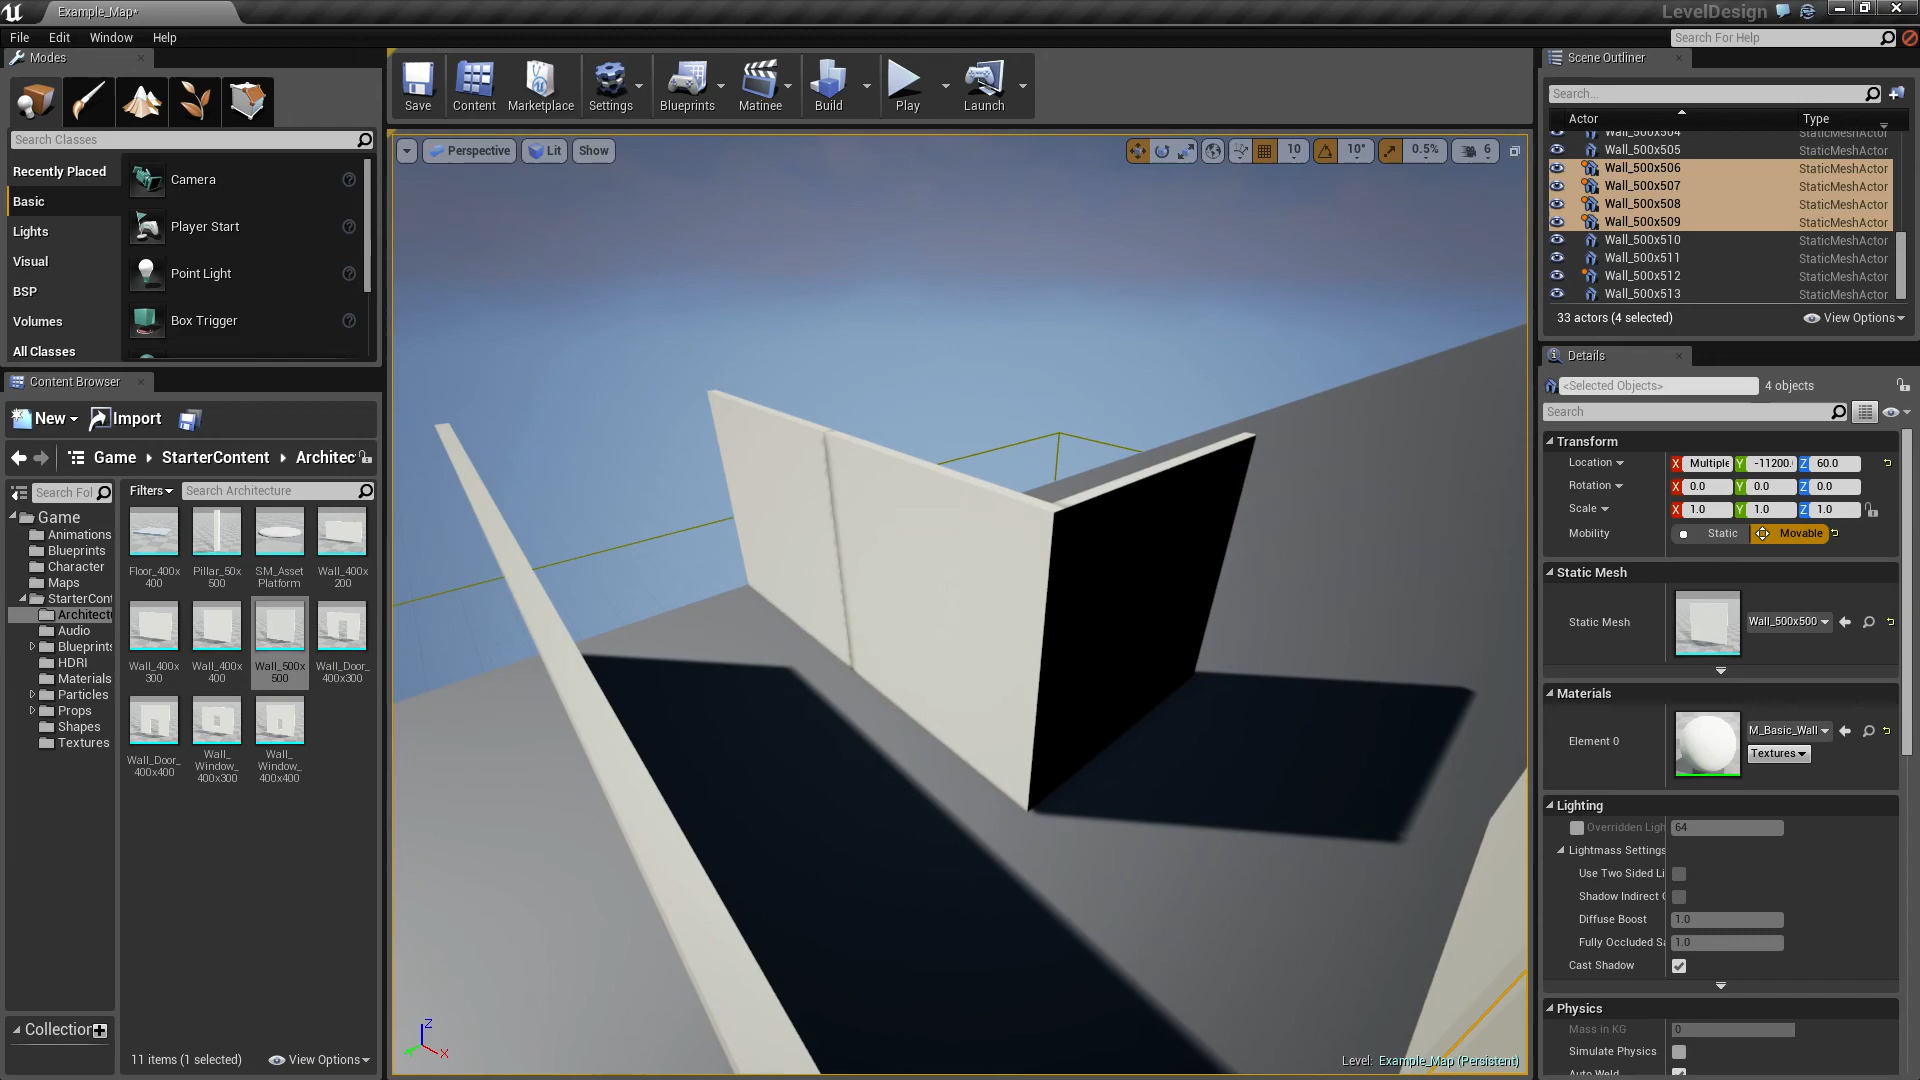 Example_Map*
LevelDesign
File Edit Window Help
Search For Help
Modes
Search Classes
Recently Placed
Basic
Lights
Visual
BSP
Volumes
All Classes
Camera
Player Start
Point Light
Box Trigger
Content Browser
New Import
Game StarterContent Architec
Search Fol
Filters Search Architecture
Game
Animations
Blueprints
Character
Maps
StarterCont
Architectu
Audio
Blueprints
HDRI
Materials
Particles
Props
Shapes
Textures
Floor_400x
400
Pillar_50x
500
SM_Asset
Platform
Wall_400x
200
Wall_400x
300
Wall_400x
400
Wall_500x
500
Wall_Door_
400x300
Wall_Door_
400x400
Wall_
Window_
400x300
Wall_
Window_
400x400
Collection
11 items (1 selected) View Options
Save Content Marketplace Settings Blueprints Matinee Build Play Launch
Perspective Lit Show
10 10° 0.5% 6
Z
X
Level: Example_Map (Persistent)
Scene Outliner
Search...
Actor Type
Wall_500x504 StaticMeshActor
Wall_500x505 StaticMeshActor
Wall_500x506 StaticMeshActor
Wall_500x507 StaticMeshActor
Wall_500x508 StaticMeshActor
Wall_500x509 StaticMeshActor
Wall_500x510 StaticMeshActor
Wall_500x511 StaticMeshActor
Wall_500x512 StaticMeshActor
Wall_500x513 StaticMeshActor
33 actors (4 selected) View Options
Details
<Selected Objects> 4 objects
Search
Transform
Location X Multiple Y -11200. Z 60.0
Rotation X 0.0 Y 0.0 Z 0.0
Scale X 1.0 Y 1.0 Z 1.0
Mobility Static Movable
Static Mesh
Static Mesh Wall_500x500
Materials
Element 0 M_Basic_Wall
Textures
Lighting
Overridden Ligh 64
Lightmass Settings
Use Two Sided Li
Shadow Indirect O
Diffuse Boost 1.0
Fully Occluded Sa 1.0
Cast Shadow
Physics
Mass in KG 0
Simulate Physics
Auto Weld